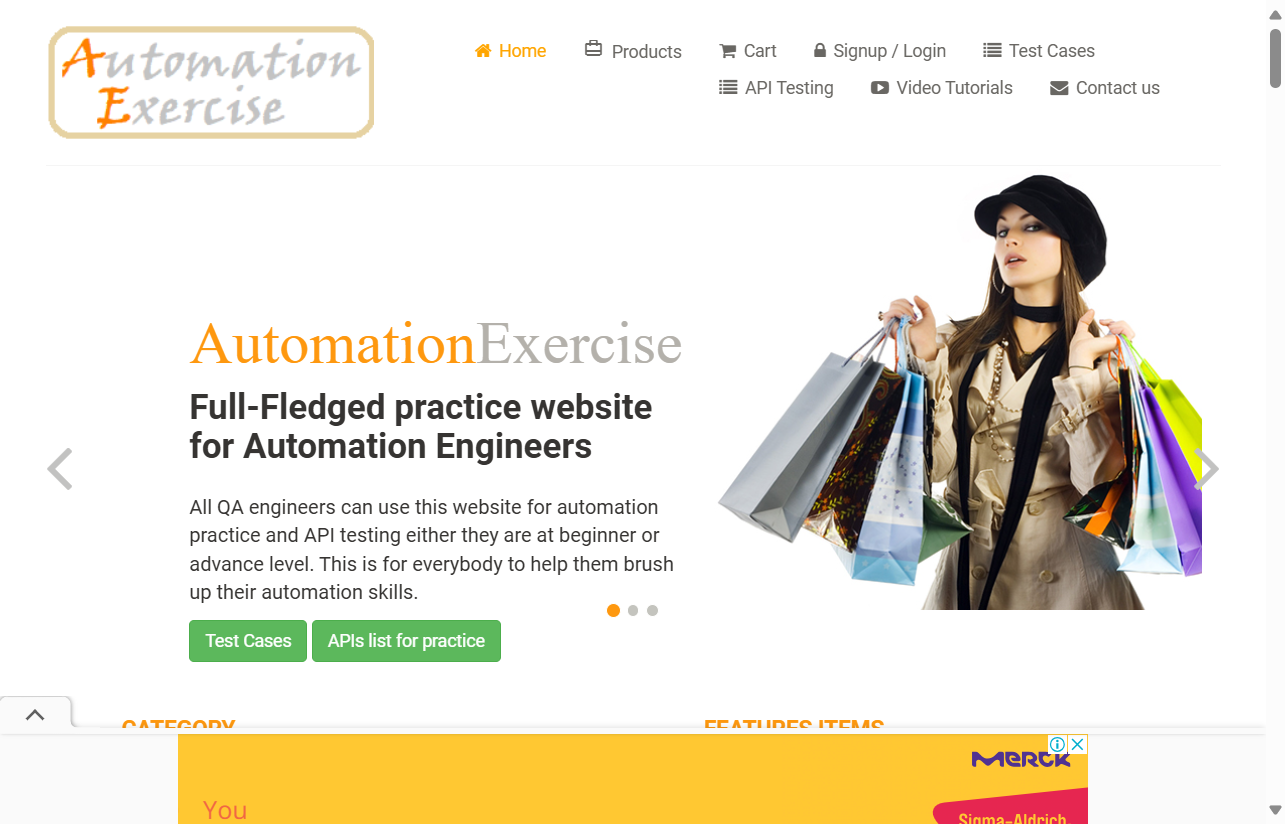 Automation
Exercise
Home Products Cart Signup / Login Test Cases
API Testing Video Tutorials Contact us
AutomationExercise
Full-Fledged practice website
for Automation Engineers
All QA engineers can use this website for automation
practice and API testing either they are at beginner or
advance level. This is for everybody to help them brush
up their automation skills.
Test Cases APIs list for practice
CATEGORY FEATURES ITEMS
MERCK
You
Sigma-Aldrich